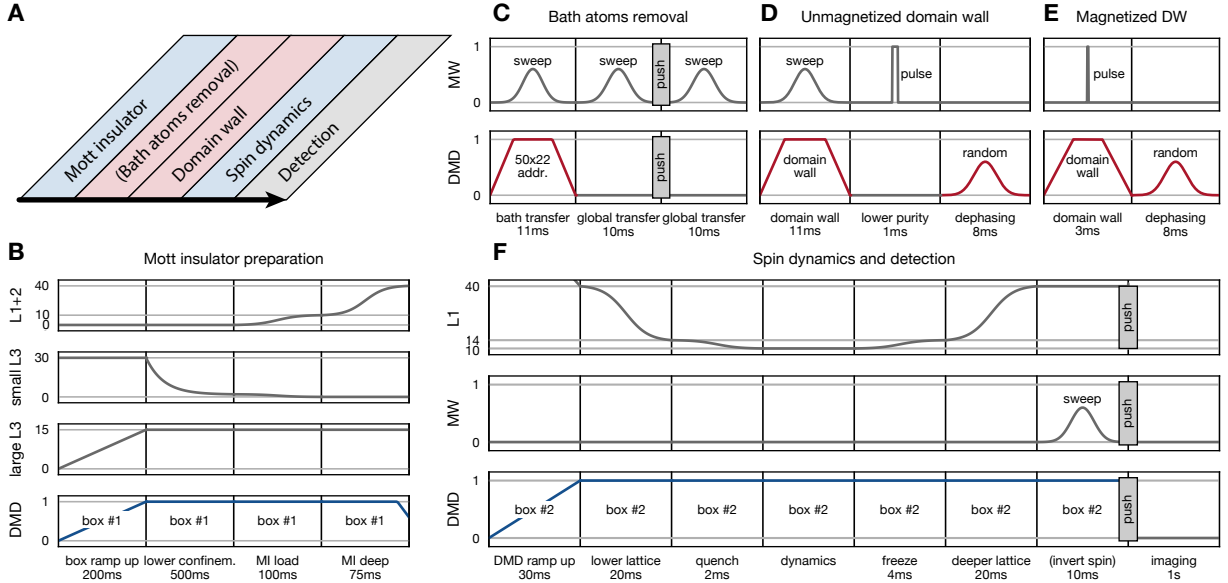 A
Mott insulator
(Bath atoms removal)
Domain wall
Spin dynamics
Detection
B
Mott insulator preparation
L1+2
40
10
0
small L3
30
0
large L3
15
0
DMD
1
0
box #1
box #1
box #1
box #1
box ramp up
200ms
lower confinem.
500ms
MI load
100ms
MI deep
75ms
C
Bath atoms removal
MW
1
0
sweep
sweep
push
sweep
DMD
1
0
50x22
addr.
push
bath transfer
11ms
global transfer
10ms
global transfer
10ms
D
Unmagnetized domain wall
1
0
sweep
pulse
1
0
domain
wall
random
domain wall
11ms
lower purity
1ms
dephasing
8ms
E
Magnetized DW
1
0
pulse
1
0
domain
wall
random
domain wall
3ms
dephasing
8ms
F
Spin dynamics and detection
L1
40
14
10
push
MW
1
0
sweep
push
DMD
1
0
box #2
box #2
box #2
box #2
box #2
box #2
box #2
push
DMD ramp up
30ms
lower lattice
20ms
quench
2ms
dynamics
freeze
4ms
deeper lattice
20ms
(invert spin)
10ms
imaging
1s